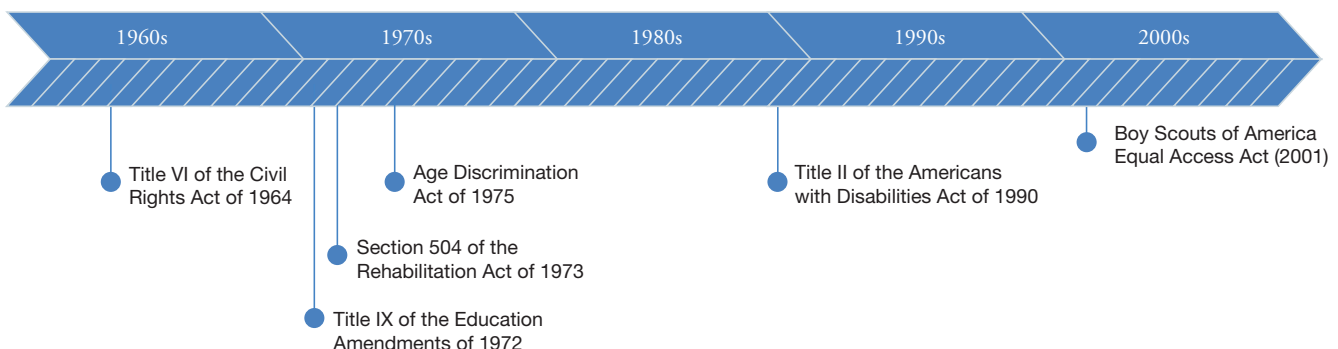 1960s
1970s
1980s
1990s
2000s
Title VI of the Civil
Rights Act of 1964
Age Discrimination
Act of 1975
Title II of the Americans
with Disabilities Act of 1990
Boy Scouts of America
Equal Access Act (2001)
Section 504 of the
Rehabilitation Act of 1973
Title IX of the Education
Amendments of 1972